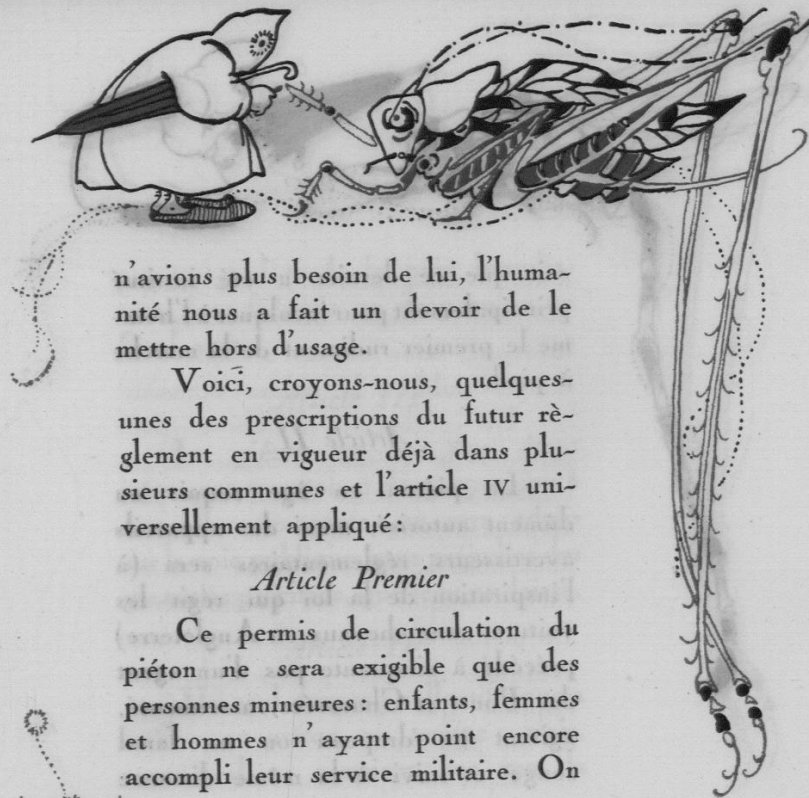 n'avions plus besoin de lui, l'huma-
nité nous a fait un devoir de le
mettre hors d'usage.
Voici, croyons-nous, quelques-
unes des prescriptions du futur rè-
glement en vigueur déjà dans plu-
sieurs communes et l'article IV uni-
versellement appliqué:
Article Premier
Ce permis de circulation du
piéton ne sera exigible que des
personnes mineures: enfants, femmes
et hommes n'ayant point encore
accompli leur service militaire. On